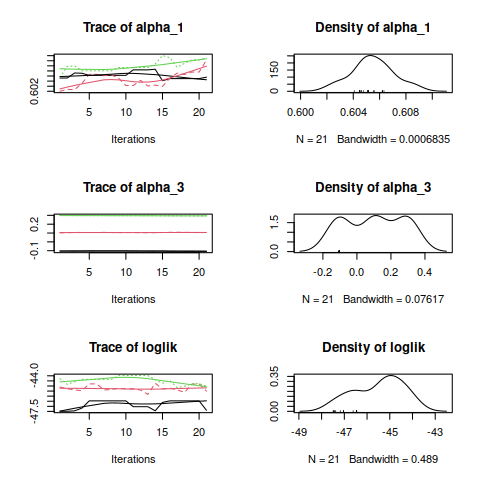 Trace of alpha_1
Density of alpha_1
0.602
5 10 15 20
Iterations
0 150
0.600 0.604 0.608
N = 21 Bandwidth = 0.0006835
Trace of alpha_3
Density of alpha_3
-0.1 0.2
5 10 15 20
Iterations
0.0 1.5
-0.2 0.0 0.2 0.4
N = 21 Bandwidth = 0.07617
Trace of loglik
Density of loglik
-47.5 -44.0
5 10 15 20
Iterations
0.00 0.35
-49 -47 -45 -43
N = 21 Bandwidth = 0.489